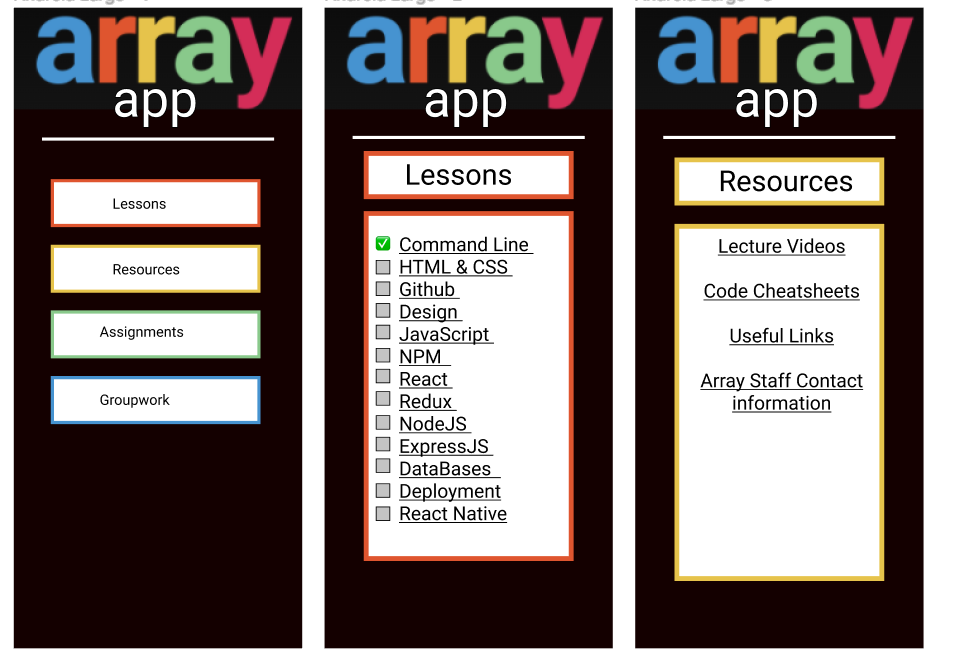 array
app
Lessons
Resources
Assignments
Groupwork
array
app
Lessons
Command Line
HTML & CSS
Github
Design
JavaScript
NPM
React
Redux
NodeJS
ExpressJS
DataBases
Deployment
React Native
array
app
Resources
Lecture Videos
Code Cheatsheets
Useful Links
Array Staff Contact
information